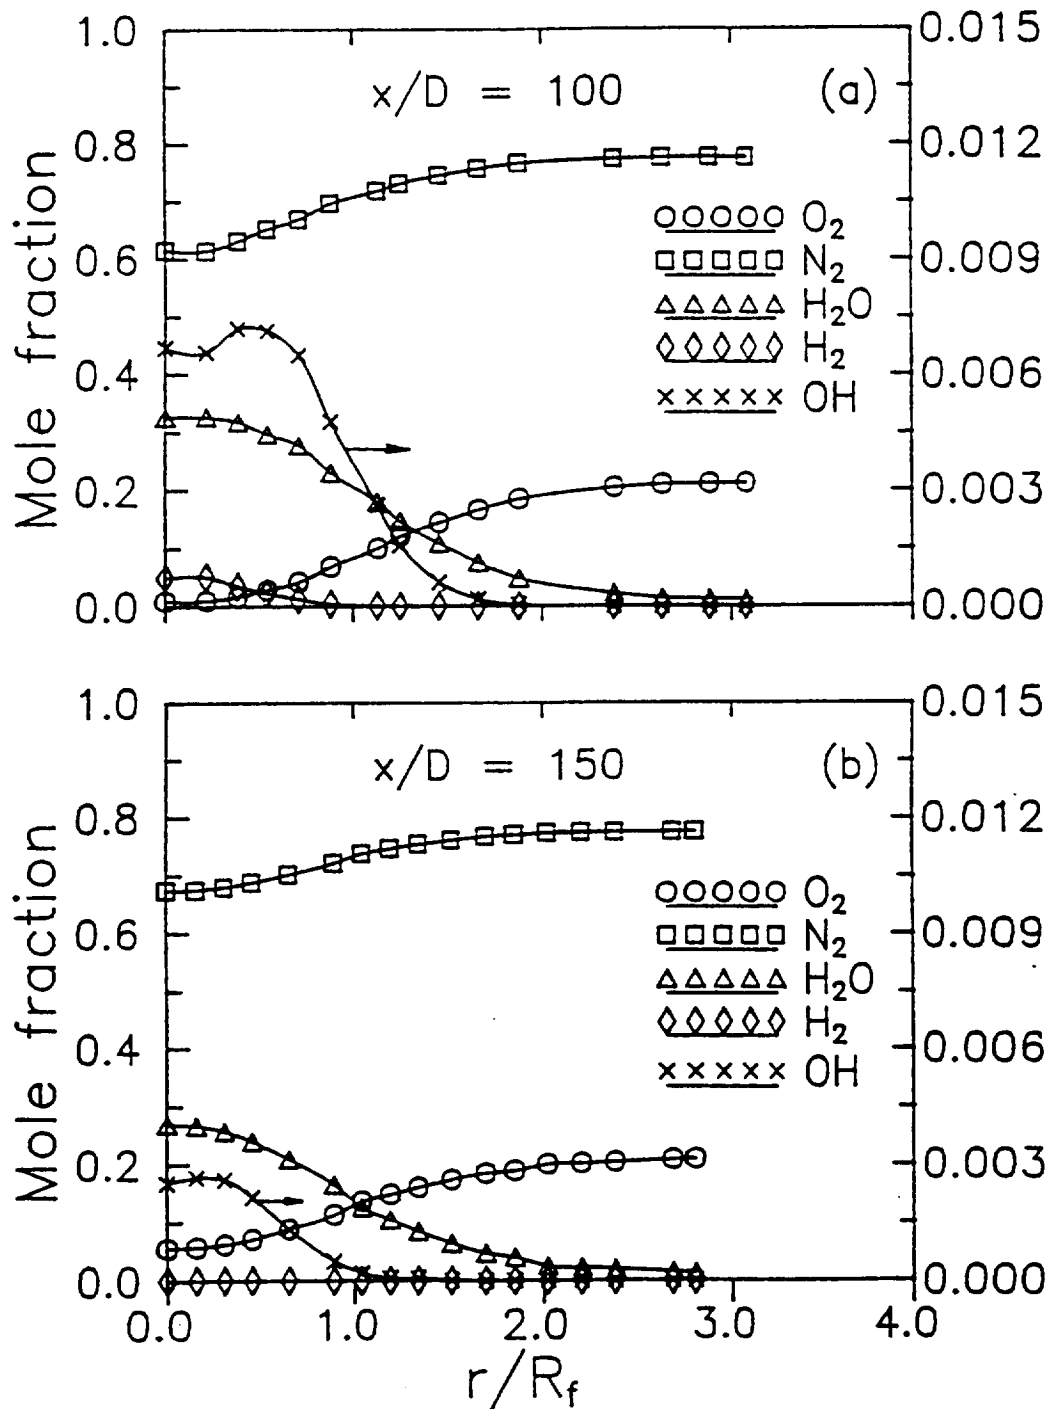 x/D = 100
(a)
Mole fraction
1.0
0.8
0.6
0.4
0.2
0.0
0.015
0.012
0.009
0.006
0.003
0.000
O₂
N₂
H₂O
H₂
OH
x/D = 150
(b)
Mole fraction
1.0
0.8
0.6
0.4
0.2
0.0
0.015
0.012
0.009
0.006
0.003
0.000
O₂
N₂
H₂O
H₂
OH
0.0 1.0 2.0 3.0 4.0
r/R_f